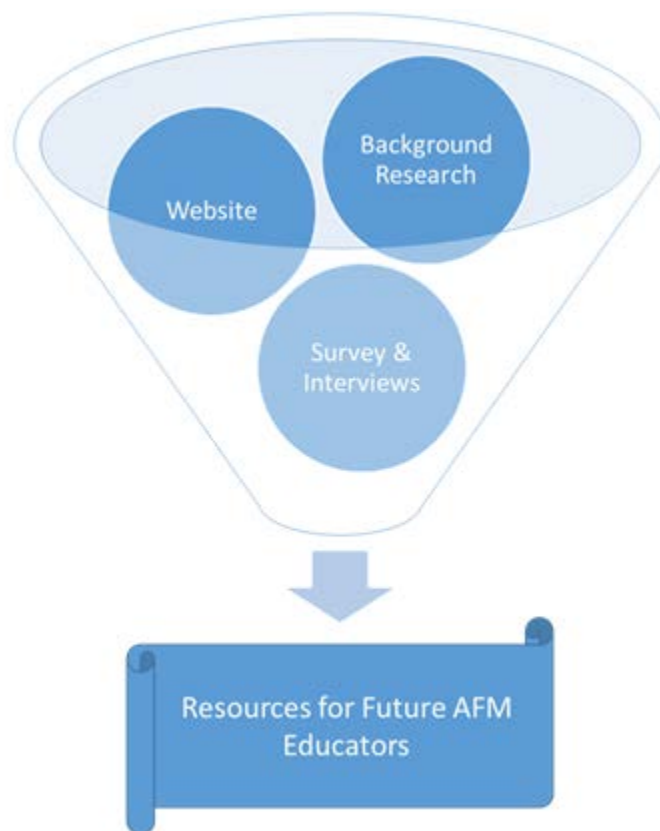 Background
Research
Website
Survey &
Interviews
Resources for Future AFM
Educators